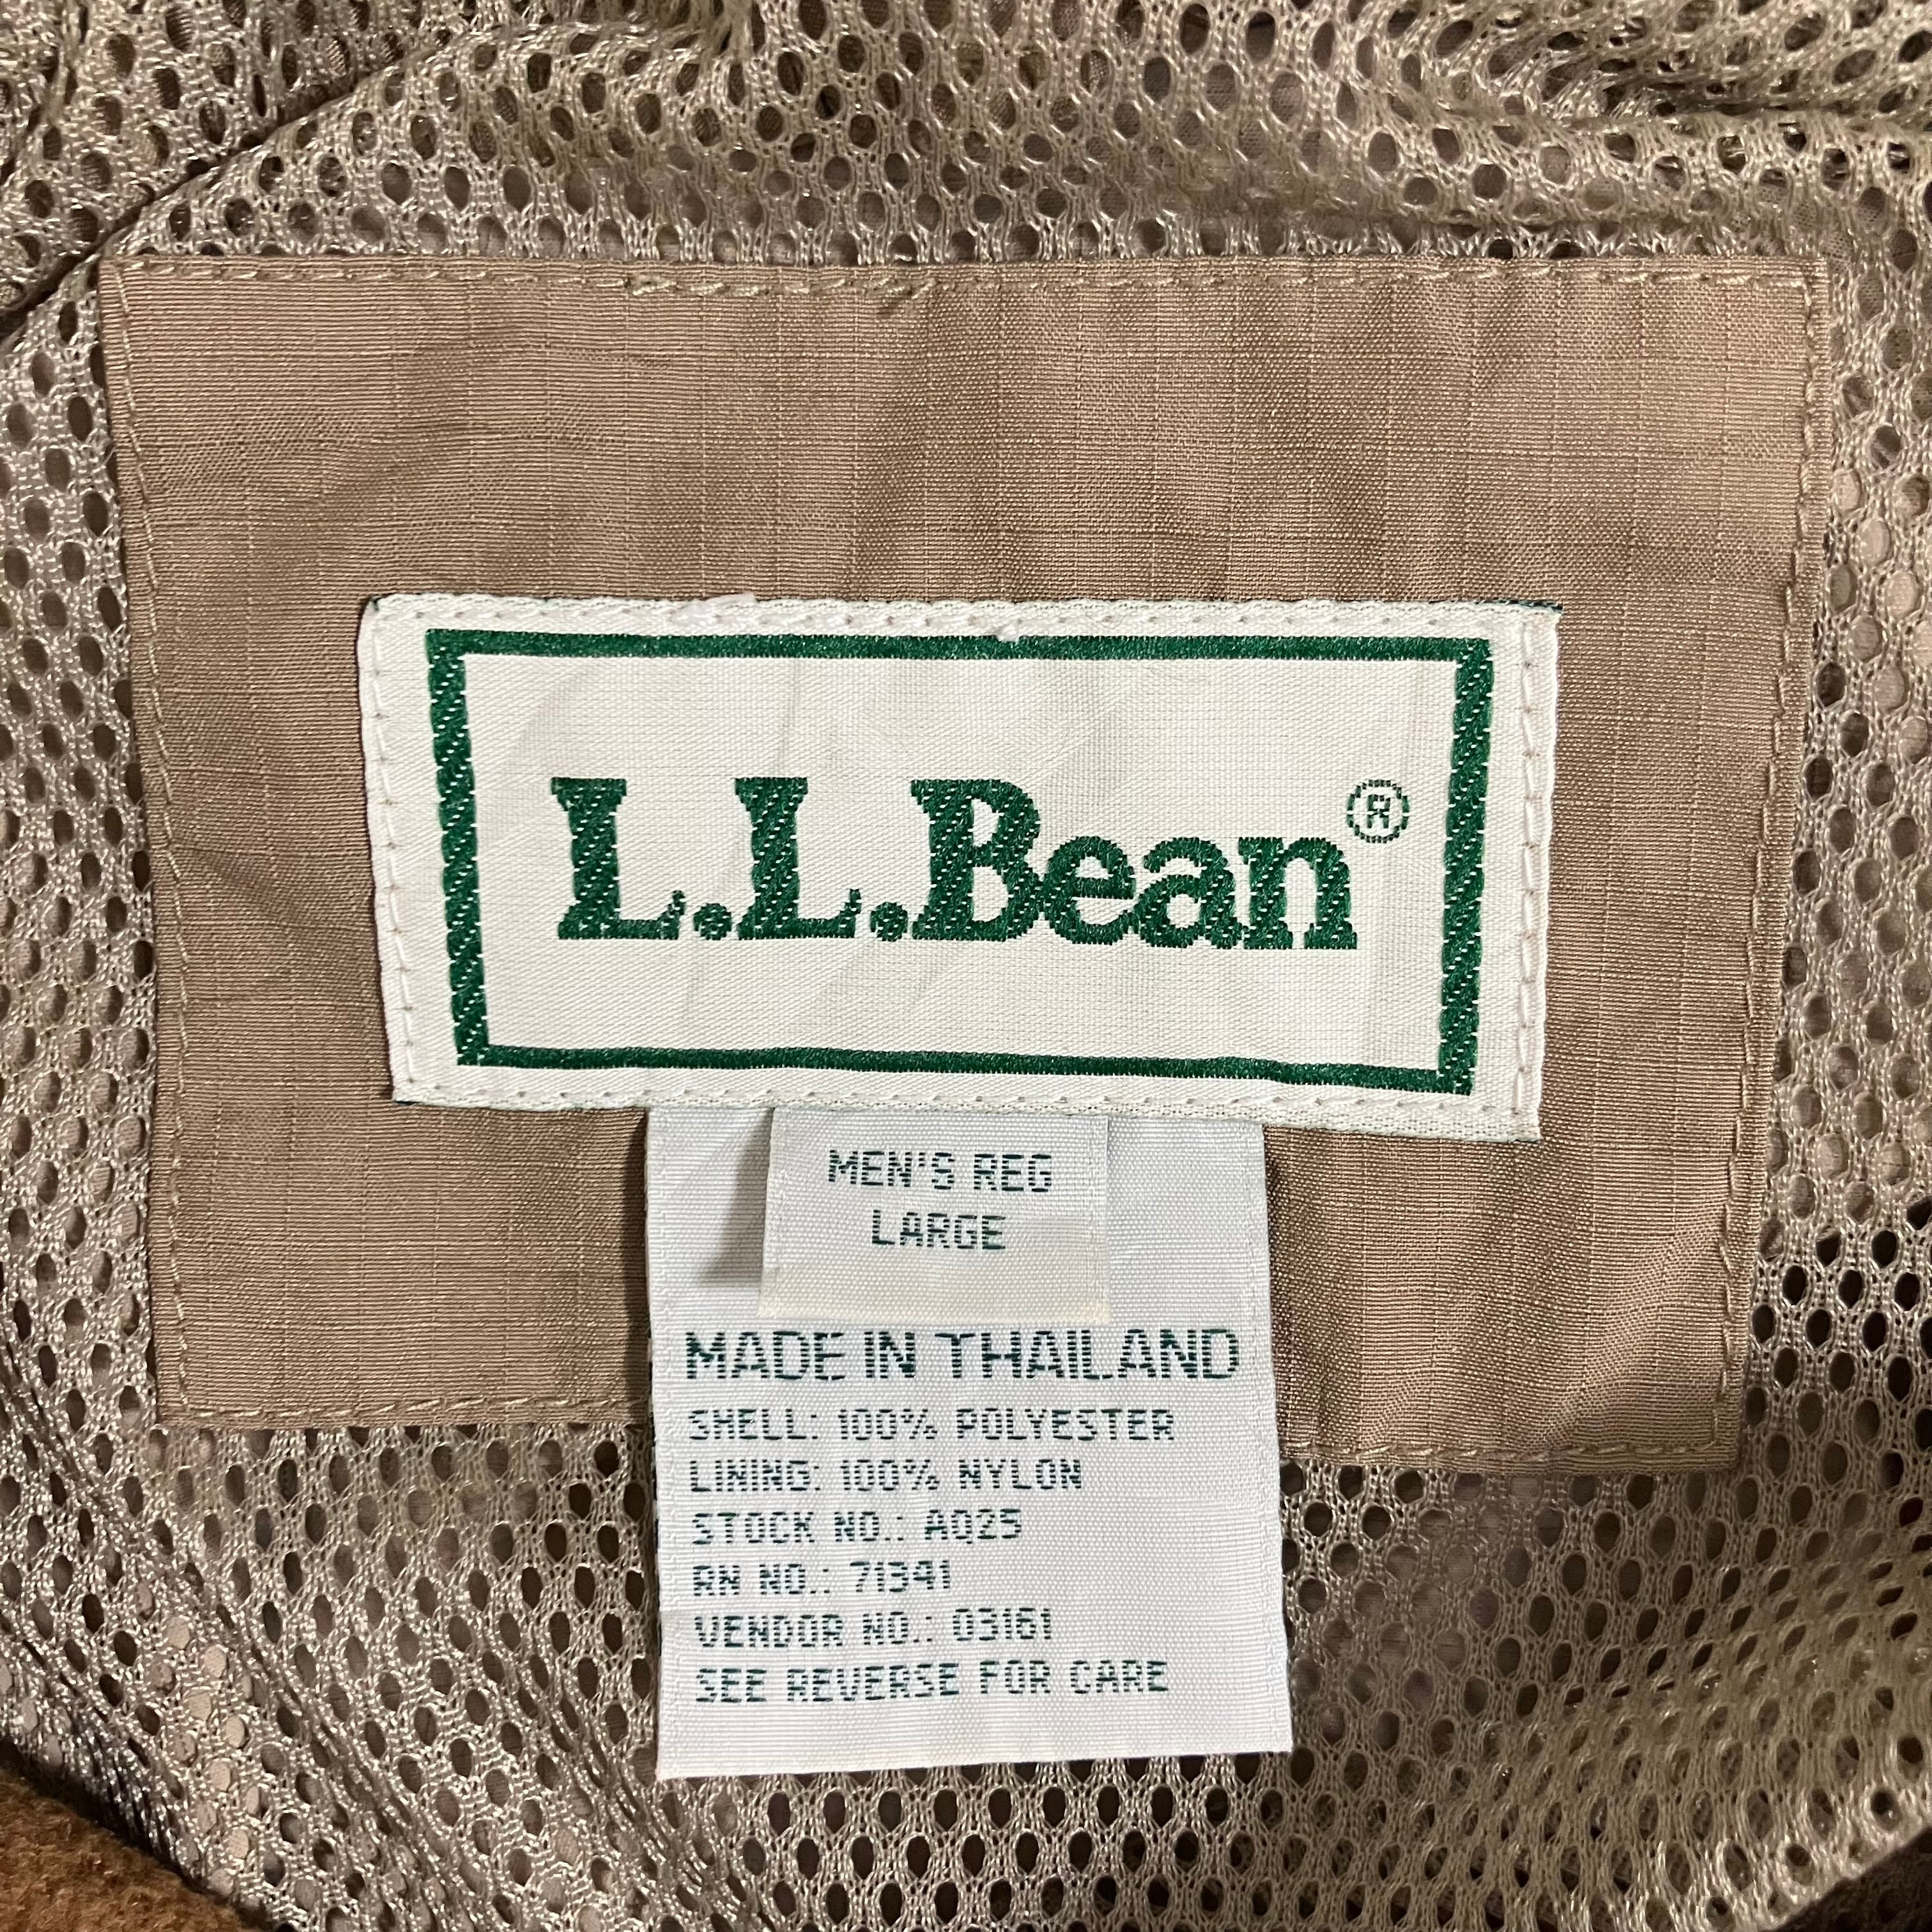 L.L.Bean®
MEN'S REG
LARGE
MADE IN THAILAND
SHELL: 100% POLYESTER
LINING: 100% NYLON
STOCK NO.: AQ25
RN NO.: 71341
VENDOR NO.: 03161
SEE REVERSE FOR CARE